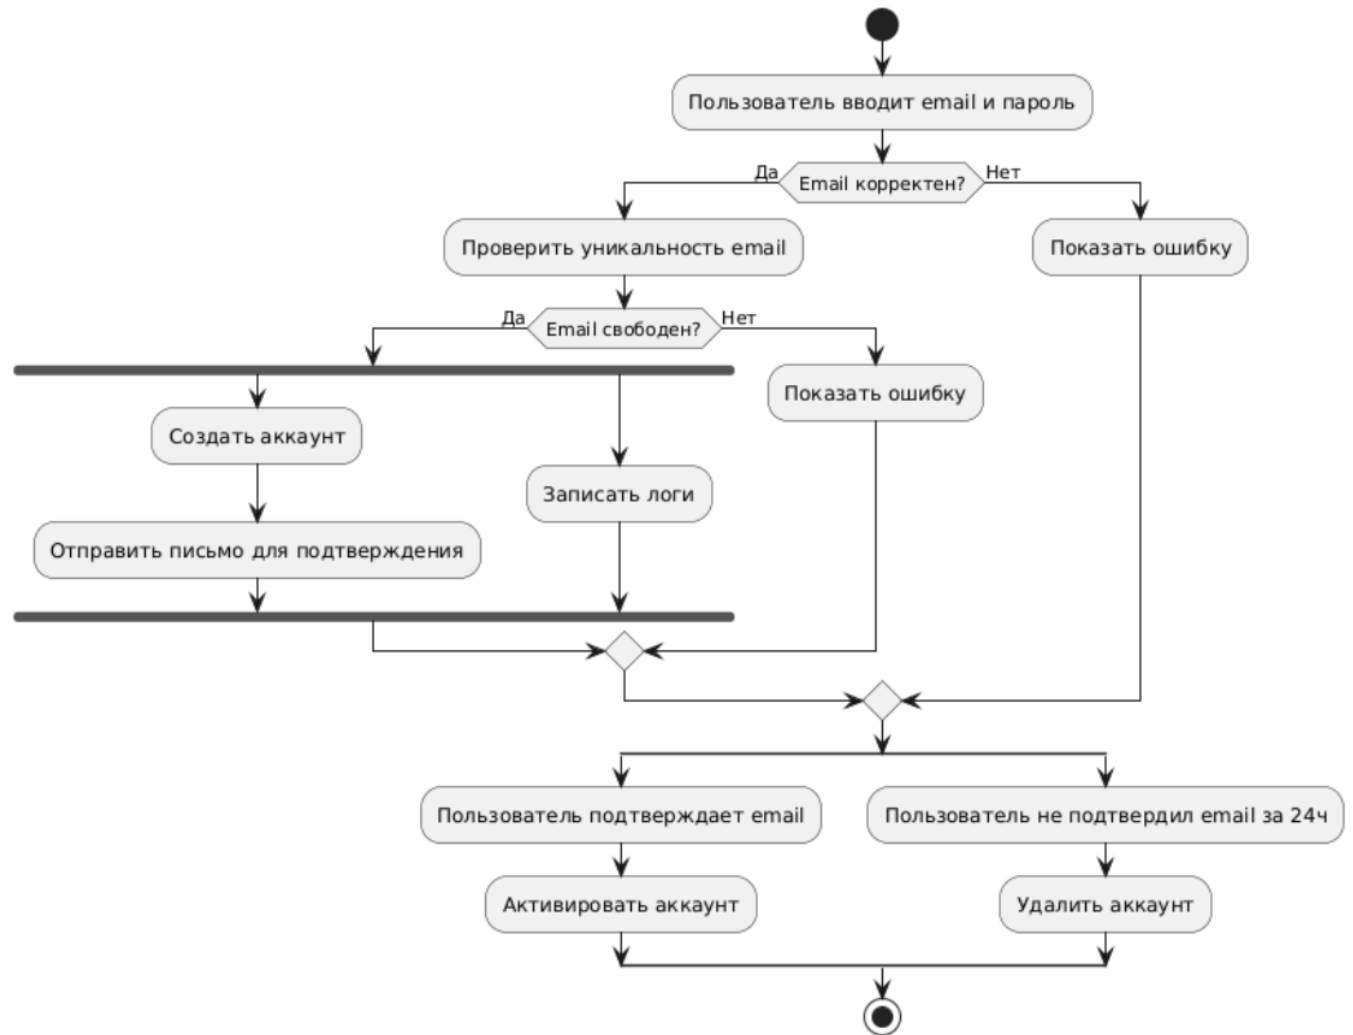 Пользователь вводит email и пароль
Да
Email корректен?
Нет
Проверить уникальность email
Показать ошибку
Да
Email свободен?
Нет
Показать ошибку
Создать аккаунт
Записать логи
Отправить письмо для подтверждения
Пользователь подтверждает email
Пользователь не подтвердил email за 24ч
Активировать аккаунт
Удалить аккаунт